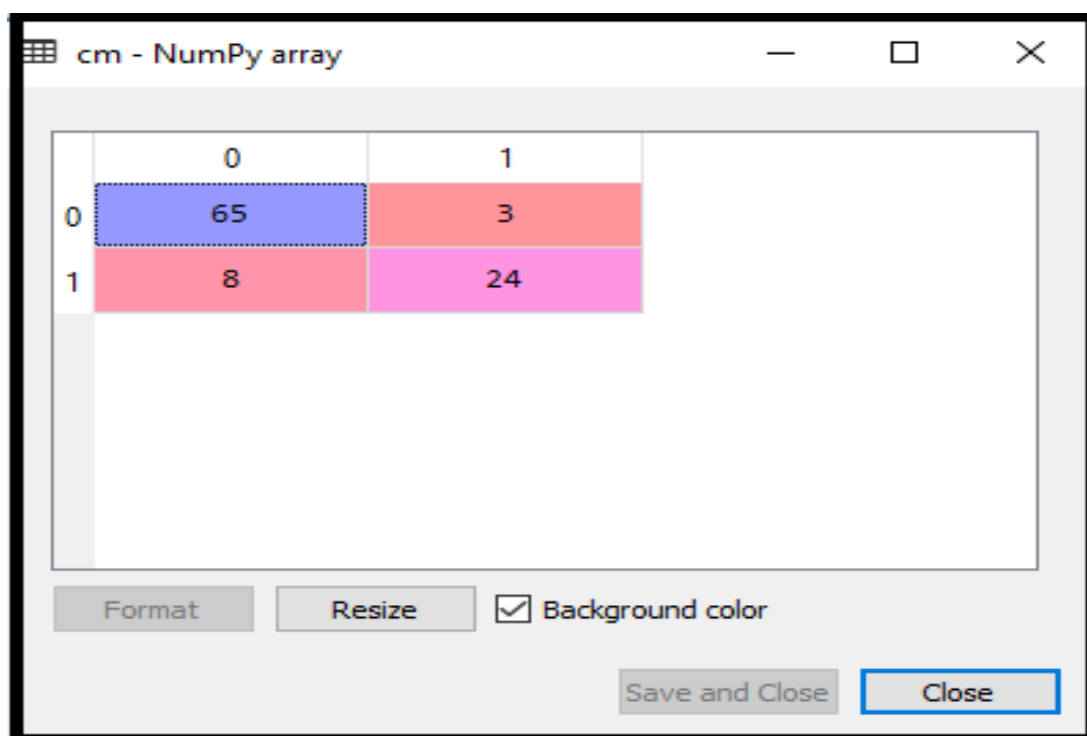 cm - NumPy array
0 1
0 65 3
1 8 24
Format Resize Background color
Save and Close Close